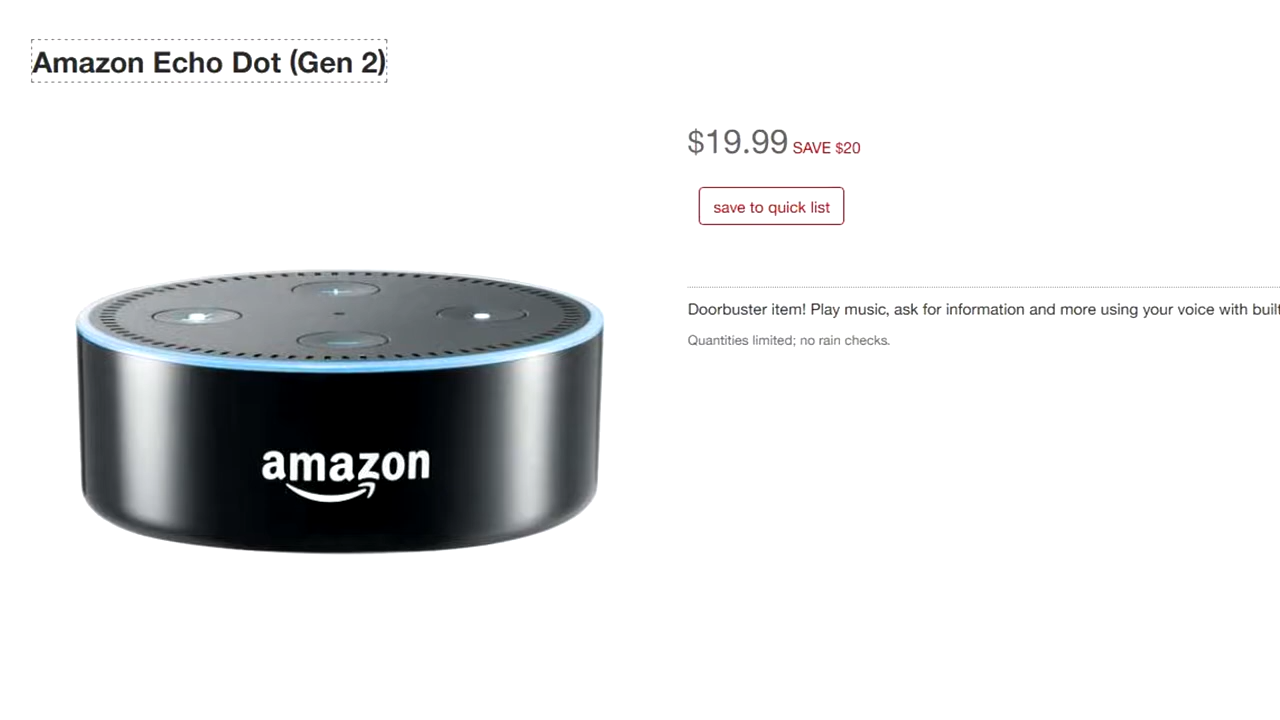 Amazon Echo Dot (Gen 2)
$19.99 SAVE $20
save to quick list
Doorbuster item! Play music, ask for information and more using your voice with built
Quantities limited; no rain checks.
amazon